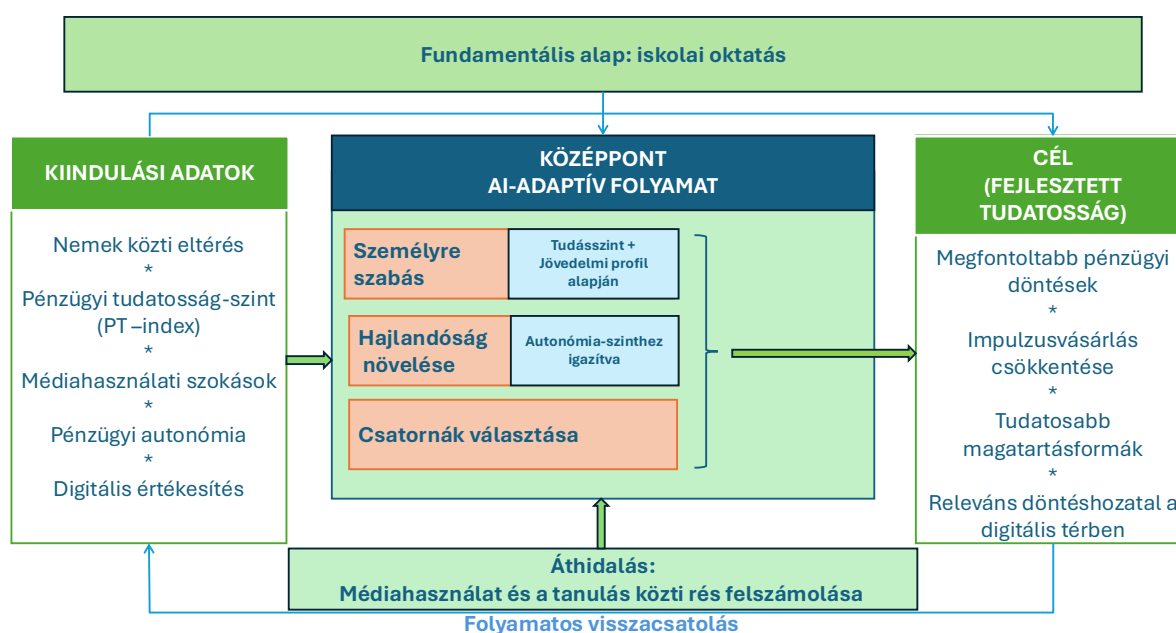 Fundamentális alap: iskolai oktatás
KIINDULÁSI ADATOK
Nemek közti eltérés
*
Pénzügyi tudatosság-szint
(PT –index)
*
Médiahasználati szokások
*
Pénzügyi autonómia
*
Digitális értékesítés
KÖZÉPPONT
AI-ADAPTÍV FOLYAMAT
Személyre
szabás
Tudásszint +
Jövedelmi profil
alapján
Hajlandóság
növelése
Autonómia-szinthez
igazítva
Csatornák választása
CÉL
(FEJLESZTETT
TUDATOSSÁG)
Megfontoltabb pénzügyi
döntések
*
Impulzusvásárlás
csökkentése
*
Tudatosabb
magatartásformák
*
Releváns döntéshozatal a
digitális térben
Áthidalás:
Médiahasználat és a tanulás közti rés felszámolása
Folyamatos visszacsatolás